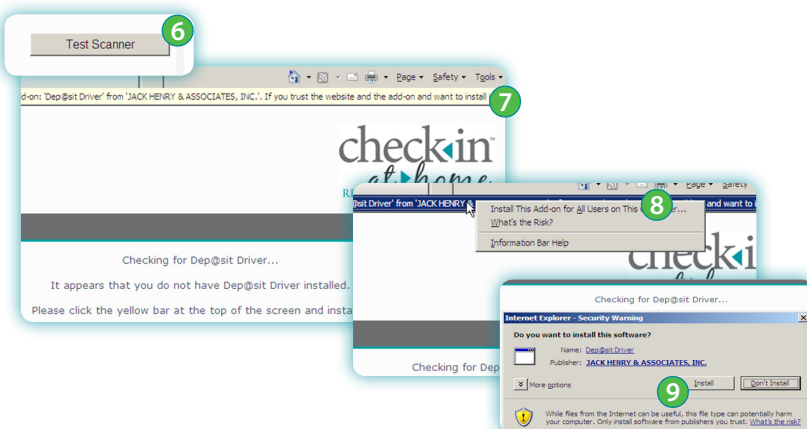 6
Test Scanner
Page Safety Tools
d-on: 'Dep@sit Driver' from 'JACK HENRY & ASSOCIATES, INC.'. If you trust the website and the add-on and want to install
7
check in™
at home
Checking for Dep@sit Driver...
It appears that you do not have Dep@sit Driver installed.
Please click the yellow bar at the top of the screen and insta
Page Safety
@sit Driver' from 'JACK HENRY & and want to i
8
Install This Add-on for All Users on This
What's the Risk?
Information Bar Help
check i
Checking for Dep
Checking for Dep@sit Driver...
Internet Explorer - Security Warning
Do you want to install this software?
Name: Dep@sit Driver
Publisher: JACK HENRY & ASSOCIATES, INC.
More options
9
Install
Don't Install
While files from the Internet can be useful, this file type can potentially harm
your computer. Only install software from publishers you trust. What's the risk?